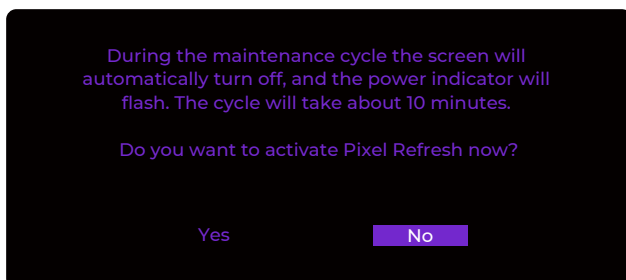 During the maintenance cycle the screen will
automatically turn off, and the power indicator will
flash. The cycle will take about 10 minutes.
Do you want to activate Pixel Refresh now?
Yes No